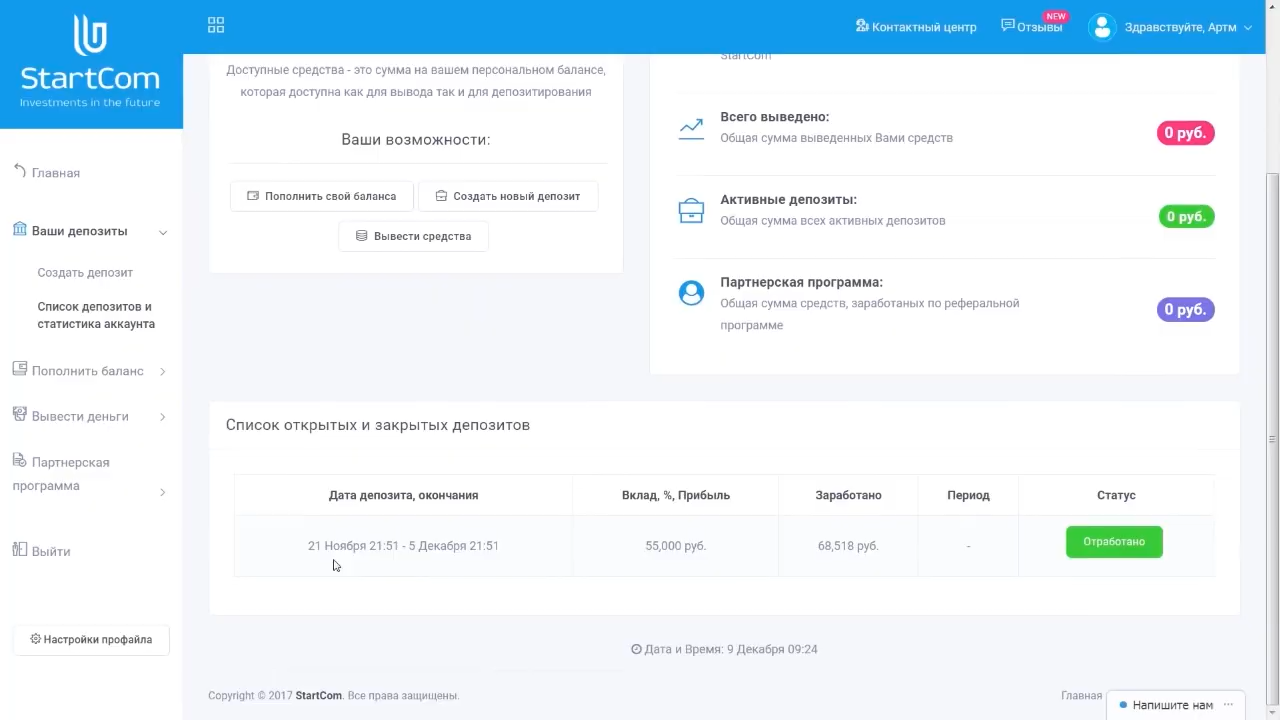 StartCom
Investments in the future
Контактный центр
Отзывы
NEW
Здравствуйте, Артм
Главная
Ваши депозиты
Создать депозит
Список депозитов и
статистика аккаунта
Пополнить баланс
Вывести деньги
Партнерская
программа
Выйти
Настройки профайла
Доступные средства - это сумма на вашем персональном балансе,
которая доступна как для вывода так и для депозитирования
Ваши возможности:
Пополнить свой баланса
Создать новый депозит
Вывести средства
StartCom
Всего выведено:
Общая сумма выведенных Вами средств
0 руб.
Активные депозиты:
Общая сумма всех активных депозитов
0 руб.
Партнерская программа:
Общая сумма средств, заработаных по реферальной
программе
0 руб.
Список открытых и закрытых депозитов
Дата депозита, окончания Вклад, %, Прибыль Заработано Период Статус
21 Ноября 21:51 - 5 Декабря 21:51 55,000 руб. 68,518 руб. - Отработано
Дата и Время: 9 Декабря 09:24
Copyright © 2017 StartCom. Все права защищены.
Главная
Напишите нам ...